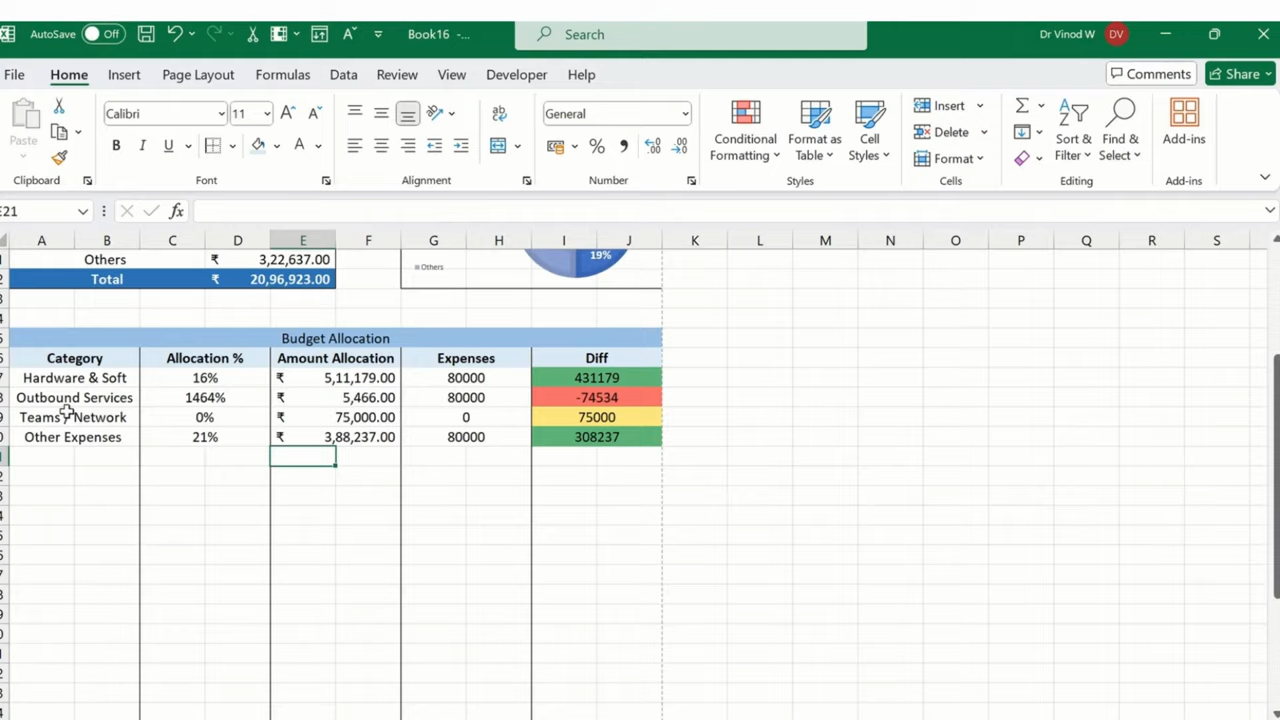 AutoSave Off Book16 -... Search Dr Vinod W DV
File Home Insert Page Layout Formulas Data Review View Developer Help Comments Share
Paste Calibri 11 General Conditional Formatting Format as Table Cell Styles Insert Delete Format Sort & Filter Find & Select Add-ins
Clipboard Font Alignment Number Styles Cells Editing Add-ins
E21 fx
A B C D E F G H I J K L M N O P Q R S
Others ₹ 3,22,637.00 Others 19%
Total ₹ 20,96,923.00
Budget Allocation
Category Allocation % Amount Allocation Expenses Diff
Hardware & Soft 16% ₹ 5,11,179.00 80000 431179
Outbound Services 1464% ₹ 5,466.00 80000 -74534
Teams / Network 0% ₹ 75,000.00 0 75000
Other Expenses 21% ₹ 3,88,237.00 80000 308237